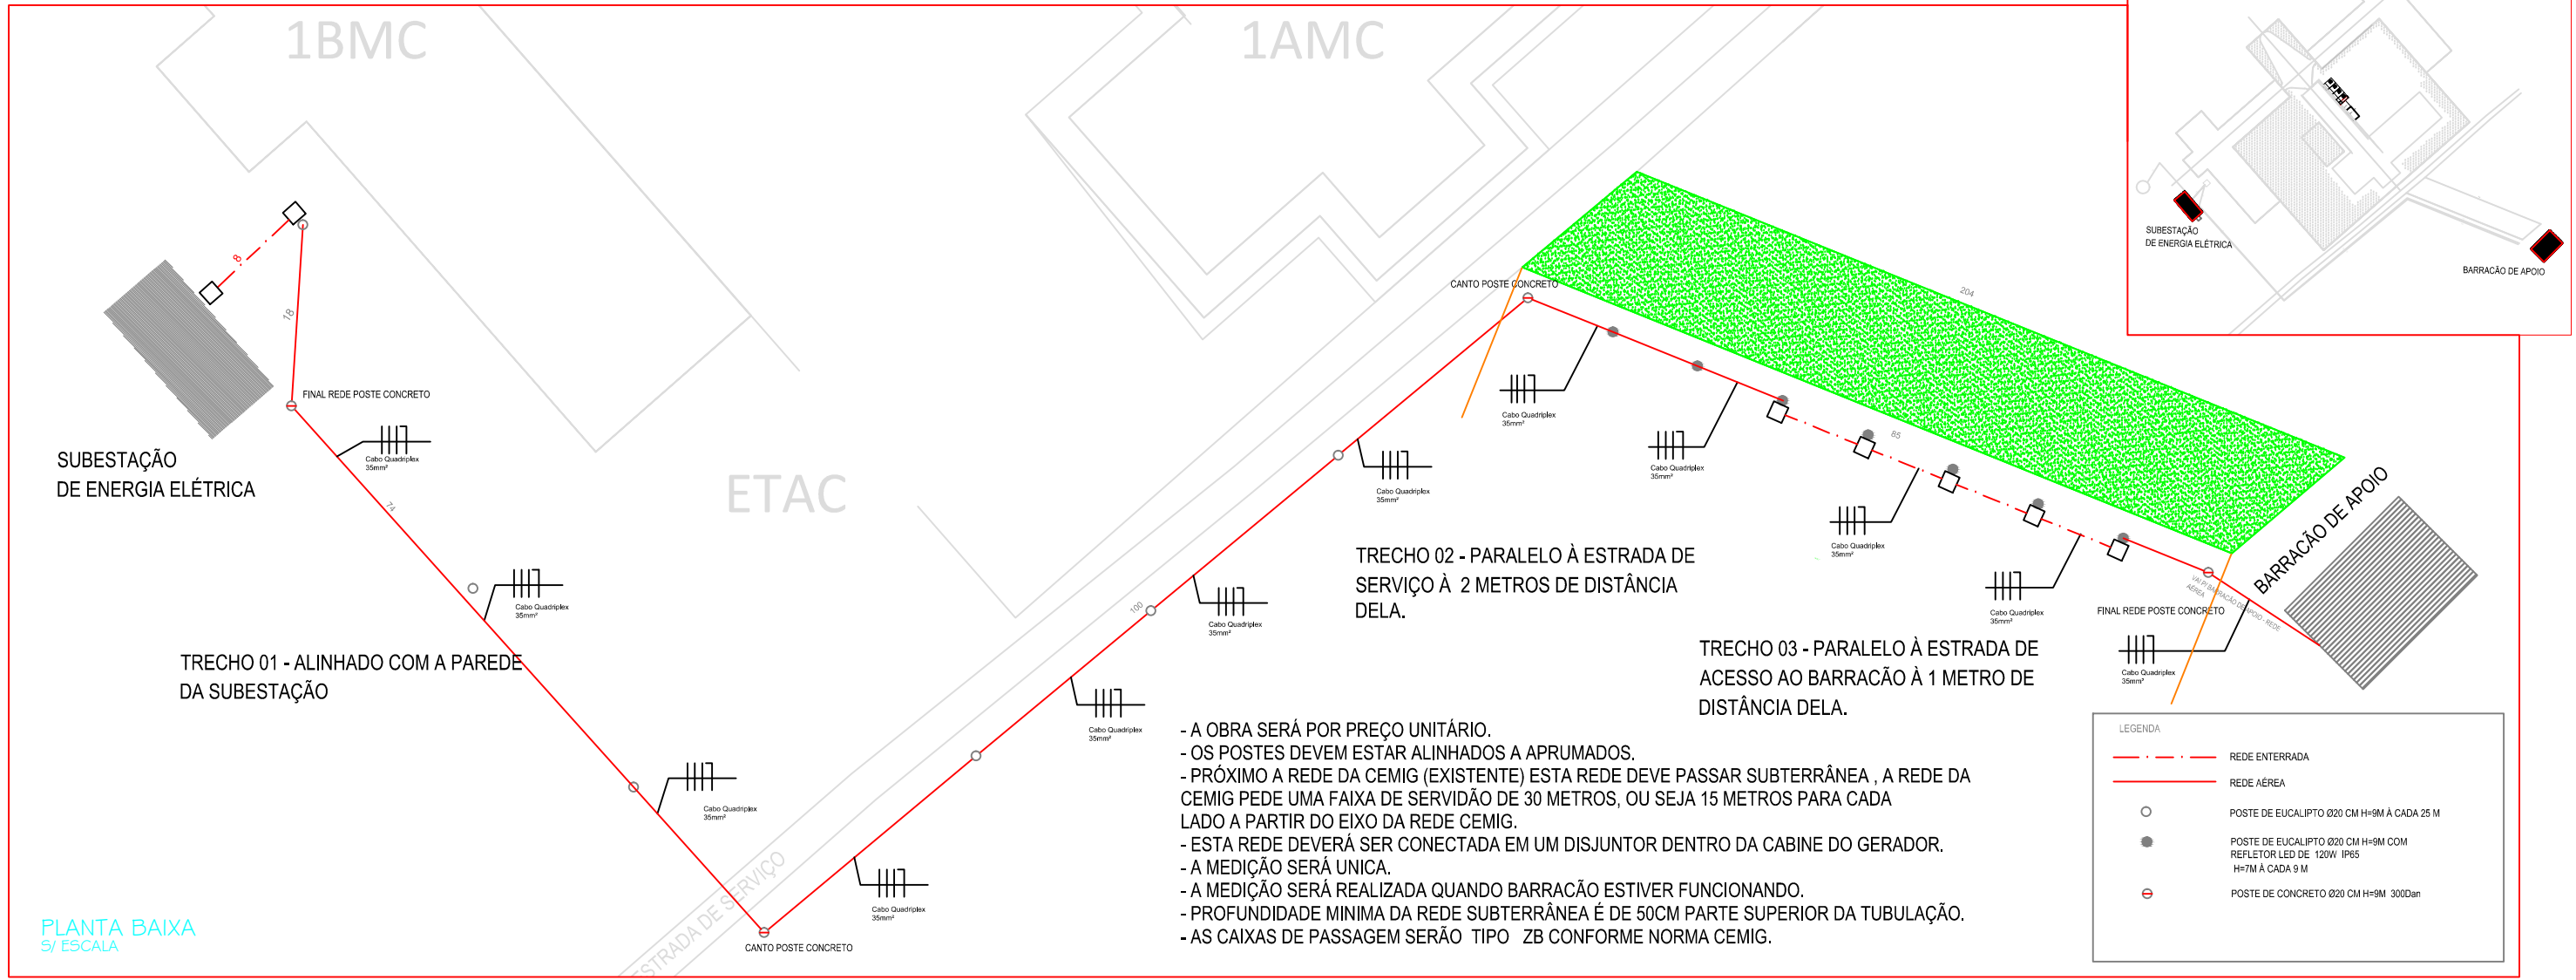 1BMC
1AMC
SUBESTAÇÃO
DE ENERGIA ELÉTRICA
BARRACÃO DE APOIO
8
18
FINAL REDE POSTE CONCRETO
Cabo Quadriplex
35mm²
SUBESTAÇÃO
DE ENERGIA ELÉTRICA
74
ETAC
Cabo Quadriplex
35mm²
TRECHO 01 - ALINHADO COM A PAREDE
DA SUBESTAÇÃO
Cabo Quadriplex
35mm²
CANTO POSTE CONCRETO
ESTRADA DE SERVIÇO
Cabo Quadriplex
35mm²
Cabo Quadriplex
35mm²
100
Cabo Quadriplex
35mm²
Cabo Quadriplex
35mm²
TRECHO 02 - PARALELO À ESTRADA DE
SERVIÇO À 2 METROS DE DISTÂNCIA
DELA.
CANTO POSTE CONCRETO
204
Cabo Quadriplex
35mm²
Cabo Quadriplex
35mm²
85
Cabo Quadriplex
35mm²
Cabo Quadriplex
35mm²
TRECHO 03 - PARALELO À ESTRADA DE
ACESSO AO BARRACÃO À 1 METRO DE
DISTÂNCIA DELA.
BARRACÃO DE APOIO
VAI P/ BARRACÃO DE APOIO - REDE
AÉREA
FINAL REDE POSTE CONCRETO
Cabo Quadriplex
35mm²
- A OBRA SERÁ POR PREÇO UNITÁRIO.
- OS POSTES DEVEM ESTAR ALINHADOS A APRUMADOS.
- PRÓXIMO A REDE DA CEMIG (EXISTENTE) ESTA REDE DEVE PASSAR SUBTERRÂNEA , A REDE DA
CEMIG PEDE UMA FAIXA DE SERVIDÃO DE 30 METROS, OU SEJA 15 METROS PARA CADA
LADO A PARTIR DO EIXO DA REDE CEMIG.
- ESTA REDE DEVERÁ SER CONECTADA EM UM DISJUNTOR DENTRO DA CABINE DO GERADOR.
- A MEDIÇÃO SERÁ UNICA.
- A MEDIÇÃO SERÁ REALIZADA QUANDO BARRACÃO ESTIVER FUNCIONANDO.
- PROFUNDIDADE MINIMA DA REDE SUBTERRÂNEA É DE 50CM PARTE SUPERIOR DA TUBULAÇÃO.
- AS CAIXAS DE PASSAGEM SERÃO TIPO ZB CONFORME NORMA CEMIG.
LEGENDA
REDE ENTERRADA
REDE AÉREA
POSTE DE EUCALIPTO Ø20 CM H=9M À CADA 25 M
POSTE DE EUCALIPTO Ø20 CM H=9M COM
REFLETOR LED DE 120W IP65
H=7M À CADA 9 M
POSTE DE CONCRETO Ø20 CM H=9M 300Dan
PLANTA BAIXA
S/ ESCALA